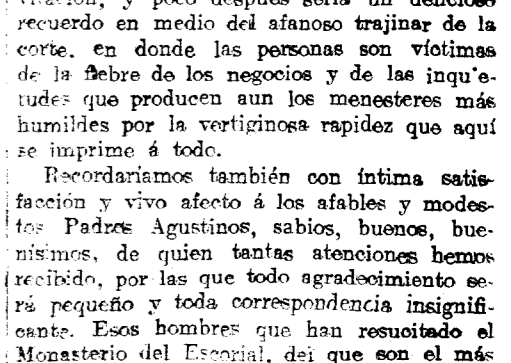 y poco después sería un delicioso
recuerdo en medio del afanoso trajinar de la
corte, en donde las personas son víctimas
de la fiebre de los negocios y de las inquie-
tudes que producen aun los menesteres más
humildes por la vertiginosa rapidez que aquí
se imprime á todo.
Recordaríamos también con íntima satis-
facción y vivo afecto á los afables y modes-
tos Padres Agustinos, sabios, buenos, bue-
nísimos, de quien tantas atenciones hemos
recibido, por las que todo agradecimiento se-
rá pequeño y toda correspondencia insignifi-
cante. Esos hombres que han resucitado el
Monasterio del Escorial, del que son el más